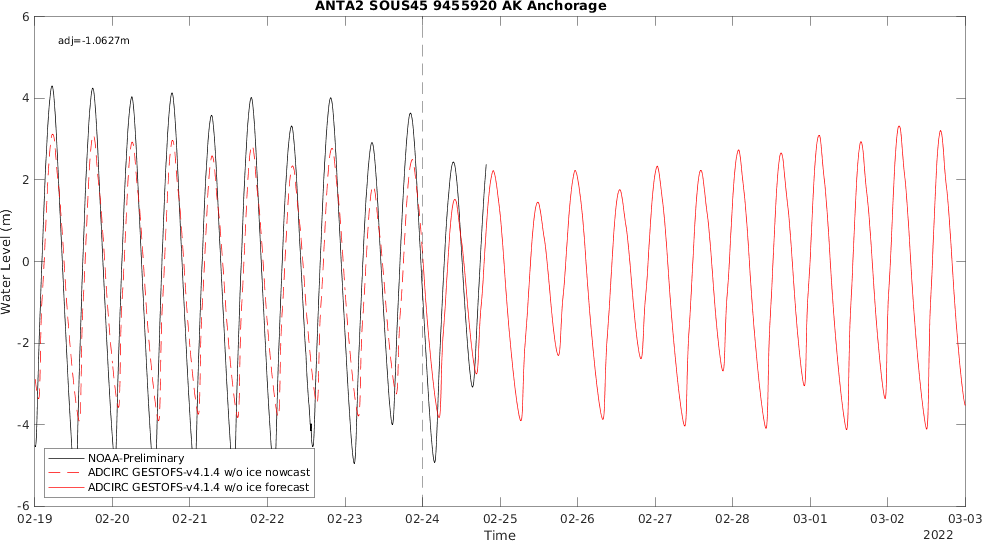 ANTA2 SOUS45 9455920 AK Anchorage
adj=-1.0627m
6
4
2
0
-2
-4
-6
Water Level (m)
NOAA-Preliminary
ADCIRC GESTOFS-v4.1.4 w/o ice nowcast
ADCIRC GESTOFS-v4.1.4 w/o ice forecast
02-19 02-20 02-21 02-22 02-23 02-24 02-25 02-26 02-27 02-28 03-01 03-02 03-03
Time
2022